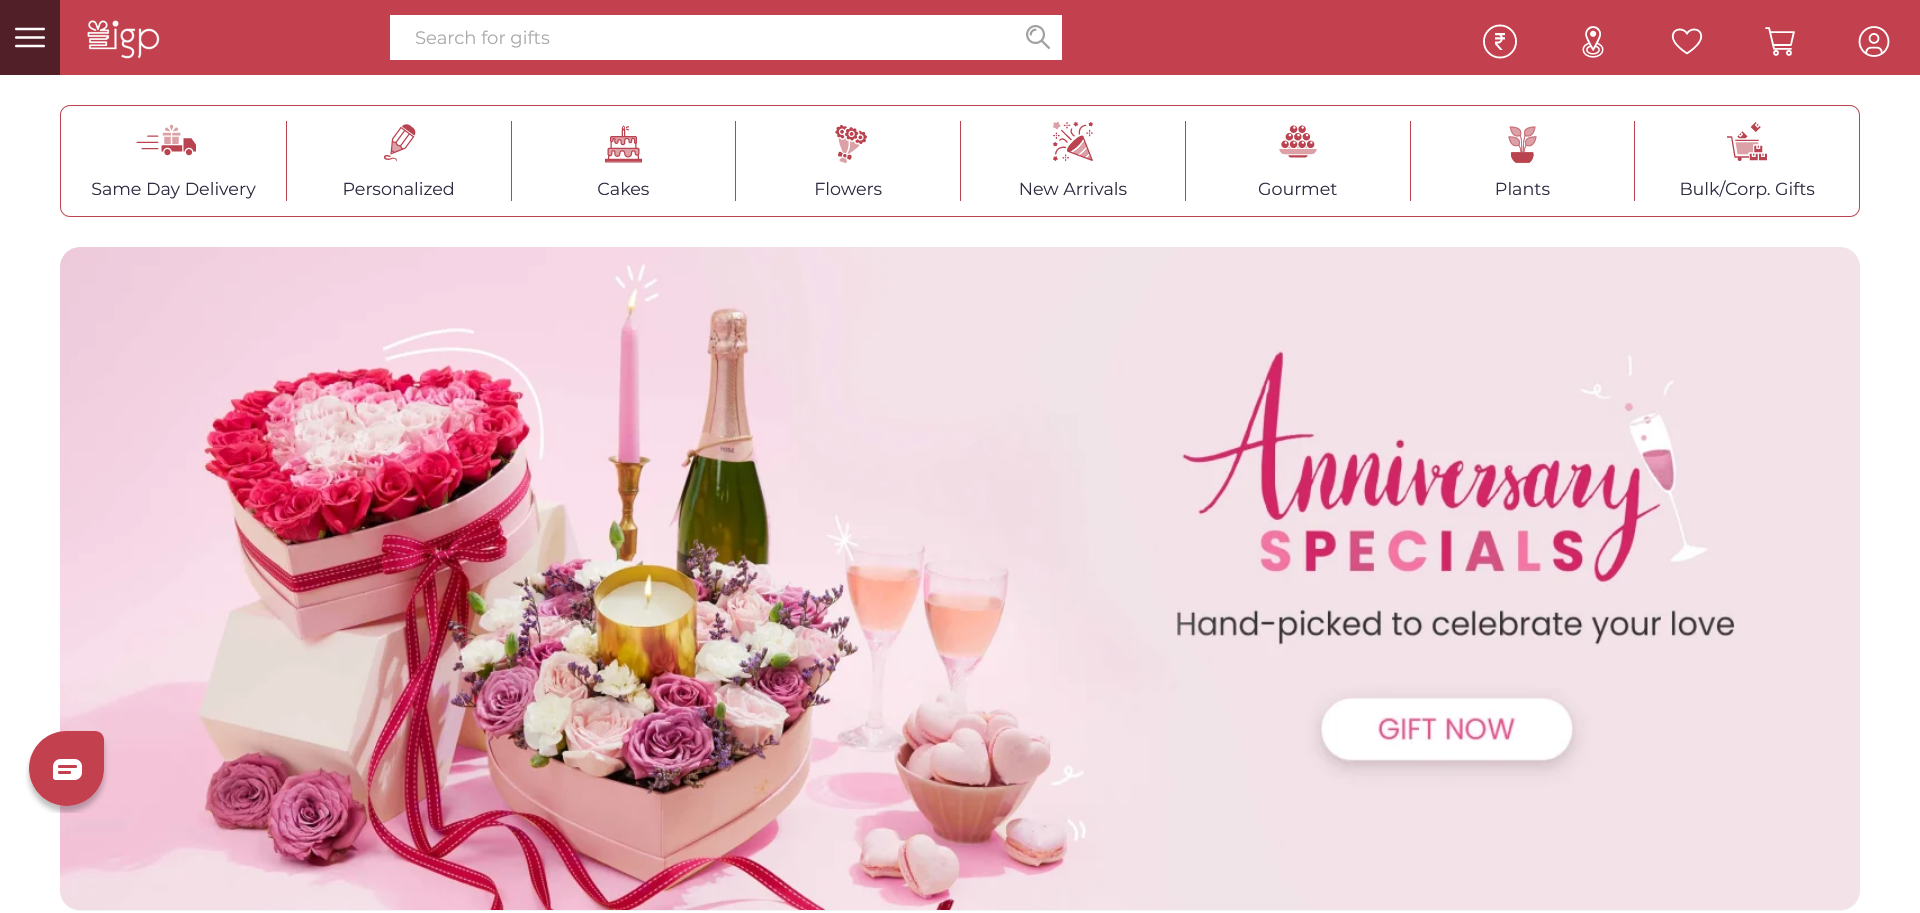 igp
Search for gifts
₹
Same Day Delivery
Personalized
Cakes
Flowers
New Arrivals
Gourmet
Plants
Bulk/Corp. Gifts
Anniversary
SPECIALS
Hand-picked to celebrate your love
GIFT NOW